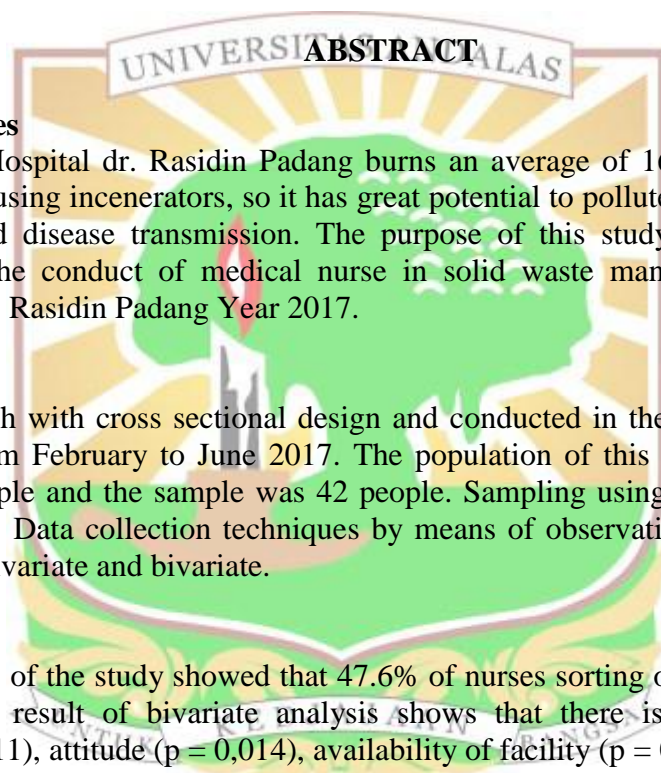 UNIVERSITAS ANDALAS
ABSTRACT
es
Hospital dr. Rasidin Padang burns an average of
using incenerators, so it has great potential to pollute
d disease transmission. The purpose of this study
he conduct of medical nurse in solid waste man
Rasidin Padang Year 2017.
h with cross sectional design and conducted in the
m February to June 2017. The population of this
ple and the sample was 42 people. Sampling using
Data collection techniques by means of observati
ivariate and bivariate.
of the study showed that 47.6% of nurses sorting
result of bivariate analysis shows that there is
11), attitude (p = 0,014), availability of facility (p =